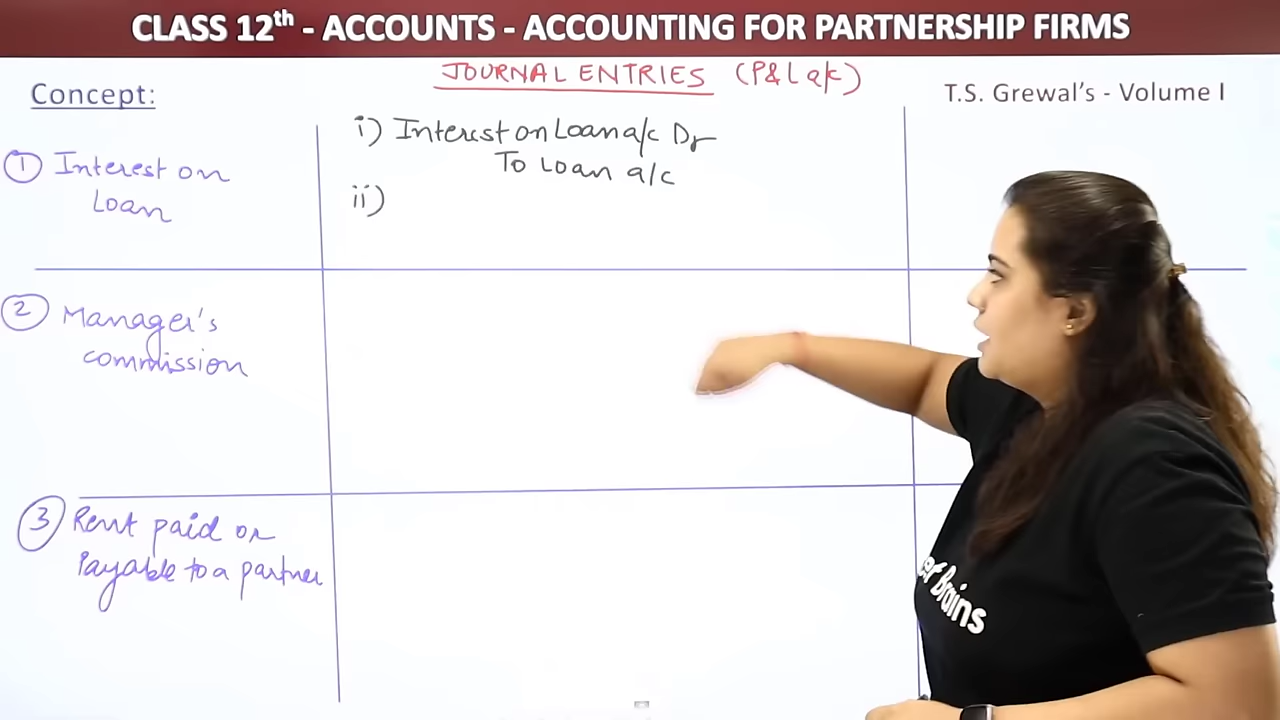 CLASS 12th - ACCOUNTS - ACCOUNTING FOR PARTNERSHIP FIRMS
JOURNAL ENTRIES (P&L a/c)
Concept:
T.S. Grewal's - Volume I
① Interest on
Loan
i) Interest on Loan a/c Dr
To Loan a/c
ii)
② Manager's
commission
③ Rent paid or
Payable to a partner
Brains